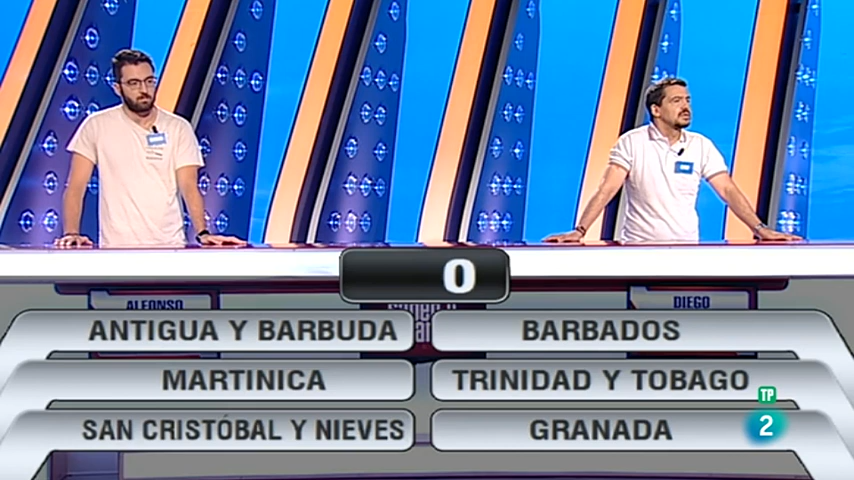 0
ALFONSO
DIEGO
ANTIGUA Y BARBUDA
BARBADOS
MARTINICA
TRINIDAD Y TOBAGO
TP
2
SAN CRISTÓBAL Y NIEVES
GRANADA